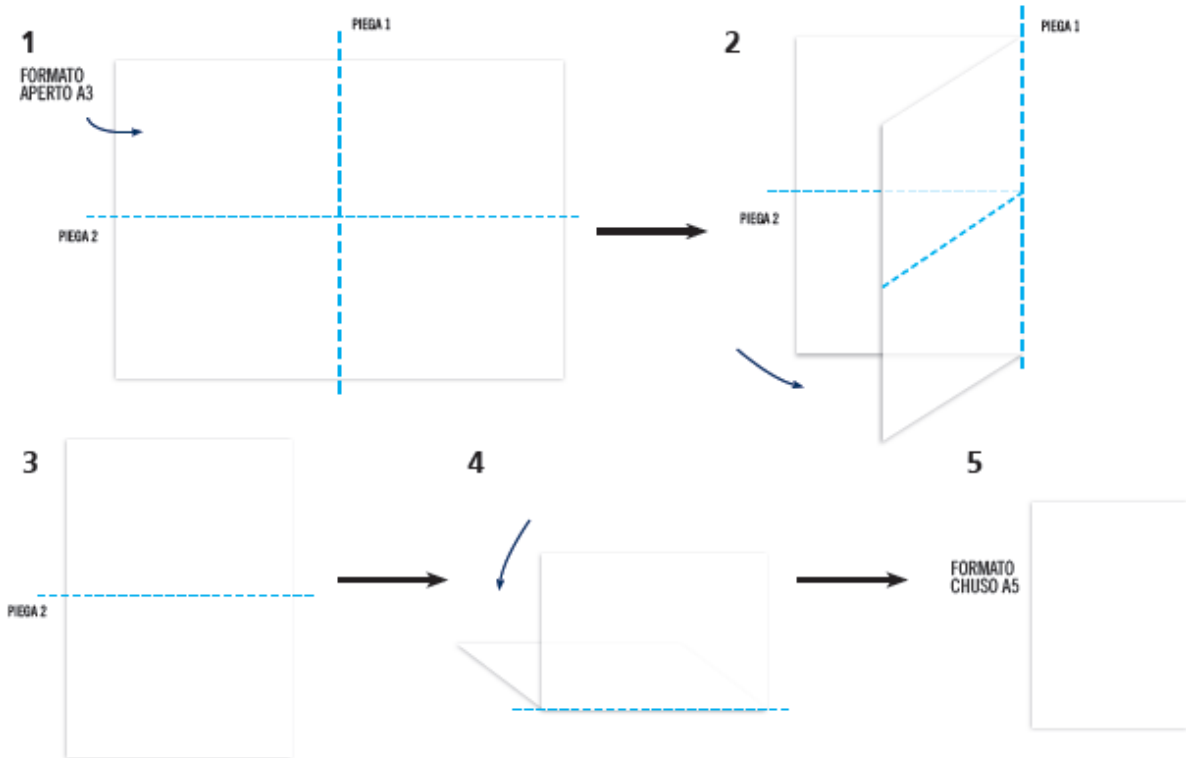 PIEGA 1
1
FORMATO
APERTO A3
PIEGA 2
2
PIEGA 1
PIEGA 2
3
PIEGA 2
4
5
FORMATO
CHUSO A5